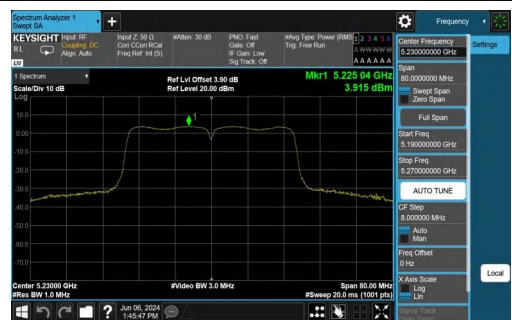 Spectrum Analyzer 1
Swept SA
+
Frequency
KEYSIGHT
Input: RF
Input Z: 50 Ω
#Atten: 30 dB
PNO: Fast
#Avg Type: Power (RMS
1 2 3 4 5 6
R L
Coupling: DC
Corr CCorr RCal
Gate: Off
Trig: Free Run
A W W W W W
Align: Auto
Freq Ref: Int (S)
IF Gain: Low
Sig Track: Off
A A A A A A
LXI
1 Spectrum
Ref Lvl Offset 3.90 dB
Mkr1 5.225 04 GHz
Scale/Div 10 dB
Ref Level 20.00 dBm
3.915 dBm
Log
1
10.0
0.00
-10.0
-20.0
-30.0
-40.0
-50.0
-60.0
-70.0
Center 5.23000 GHz
#Video BW 3.0 MHz
Span 80.00 MHz
#Res BW 1.0 MHz
#Sweep 20.0 ms (1001 pts)
Center Frequency
5.230000000 GHz
Settings
Span
80.0000000 MHz
Swept Span
Zero Span
Full Span
Start Freq
5.190000000 GHz
Stop Freq
5.270000000 GHz
AUTO TUNE
CF Step
8.000000 MHz
Auto
Man
Freq Offset
0 Hz
X Axis Scale
Log
Lin
Local
Signal Track
?
Jun 06, 2024
1:45:47 PM